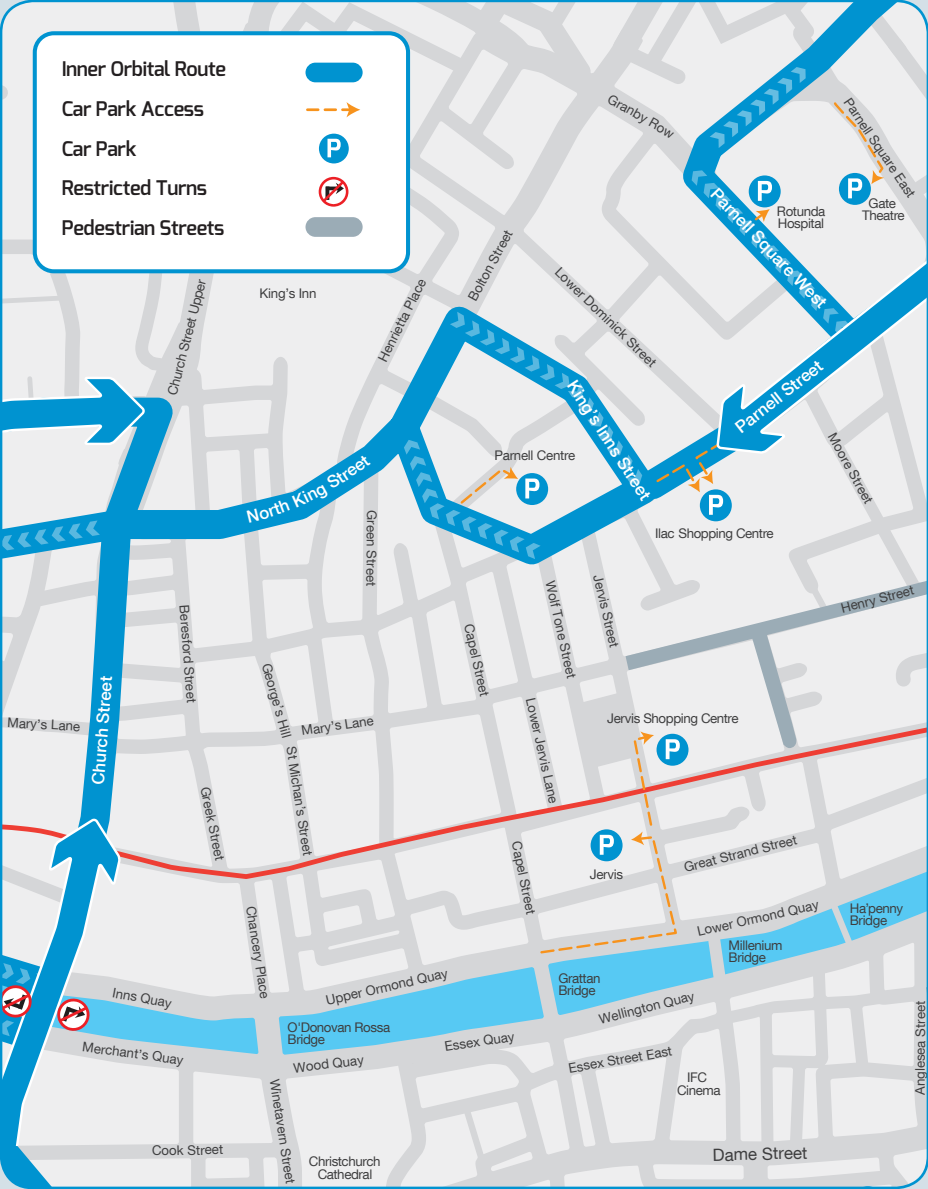 Inner Orbital Route
Car Park Access
Car Park
P
Restricted Turns
Pedestrian Streets
Granby Row
Parnell Square East
P
Rotunda
Hospital
P
Gate
Theatre
Parnell Square West
King's Inn
Church Street Upper
Henrietta Place
Bolton Street
Lower Dominick Street
King's Inns Street
Parnell Street
Moore Street
North King Street
Parnell Centre
P
P
Ilac Shopping Centre
Green Street
Henry Street
Beresford Street
Wolf Tone Street
Jervis Street
Capel Street
George's Hill
Mary's Lane
Mary's Lane
Church Street
Lower Jervis Lane
Jervis Shopping Centre
P
St Michan's Street
Greek Street
P
Jervis
Capel Street
Great Strand Street
Chancery Place
Lower Ormond Quay
Ha'penny
Bridge
Millenium
Bridge
Inns Quay
Upper Ormond Quay
Grattan
Bridge
Wellington Quay
O'Donovan Rossa
Bridge
Merchant's Quay
Wood Quay
Essex Quay
Essex Street East
IFC
Cinema
Anglesea Street
Winetavern Street
Cook Street
Christchurch
Cathedral
Dame Street